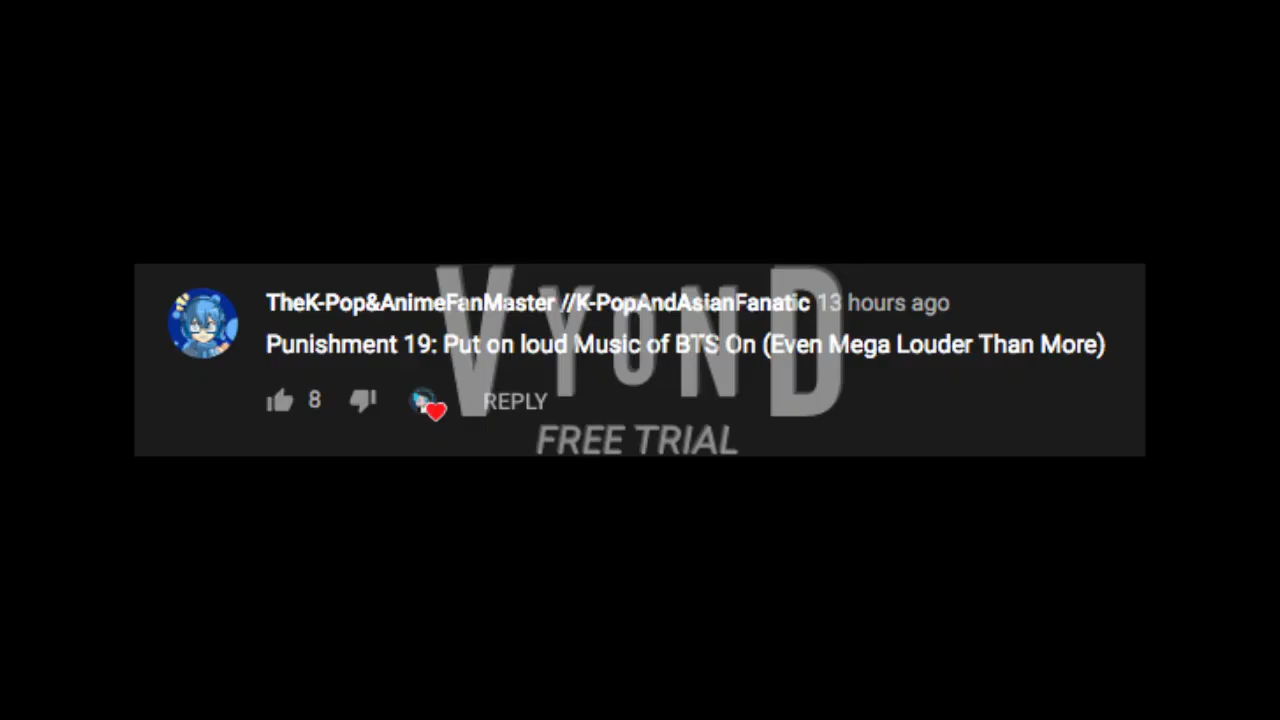 TheK-Pop&AnimeFanMaster //K-PopAndAsianFanatic 13 hours ago
Punishment 19: Put on loud Music of BTS On (Even Mega Louder Than More)
8 REPLY
VYOND
FREE TRIAL